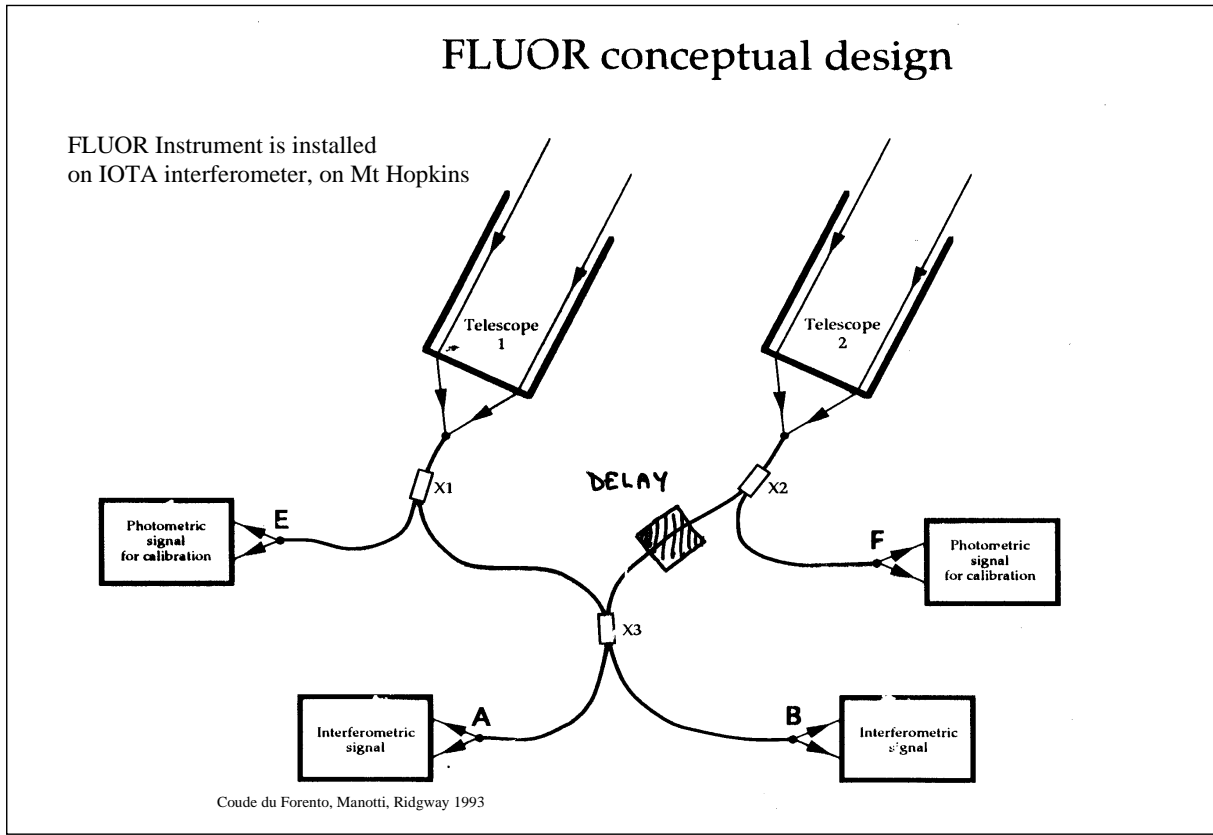 FLUOR conceptual design
FLUOR Instrument is installed
on IOTA interferometer, on Mt Hopkins
Telescope
1
Telescope
2
X1
DELAY
X2
E
Photometric
signal
for calibration
F
Photometric
signal
for calibration
X3
A
Interferometric
signal
B
Interferometric
signal
Coude du Forento, Manotti, Ridgway 1993